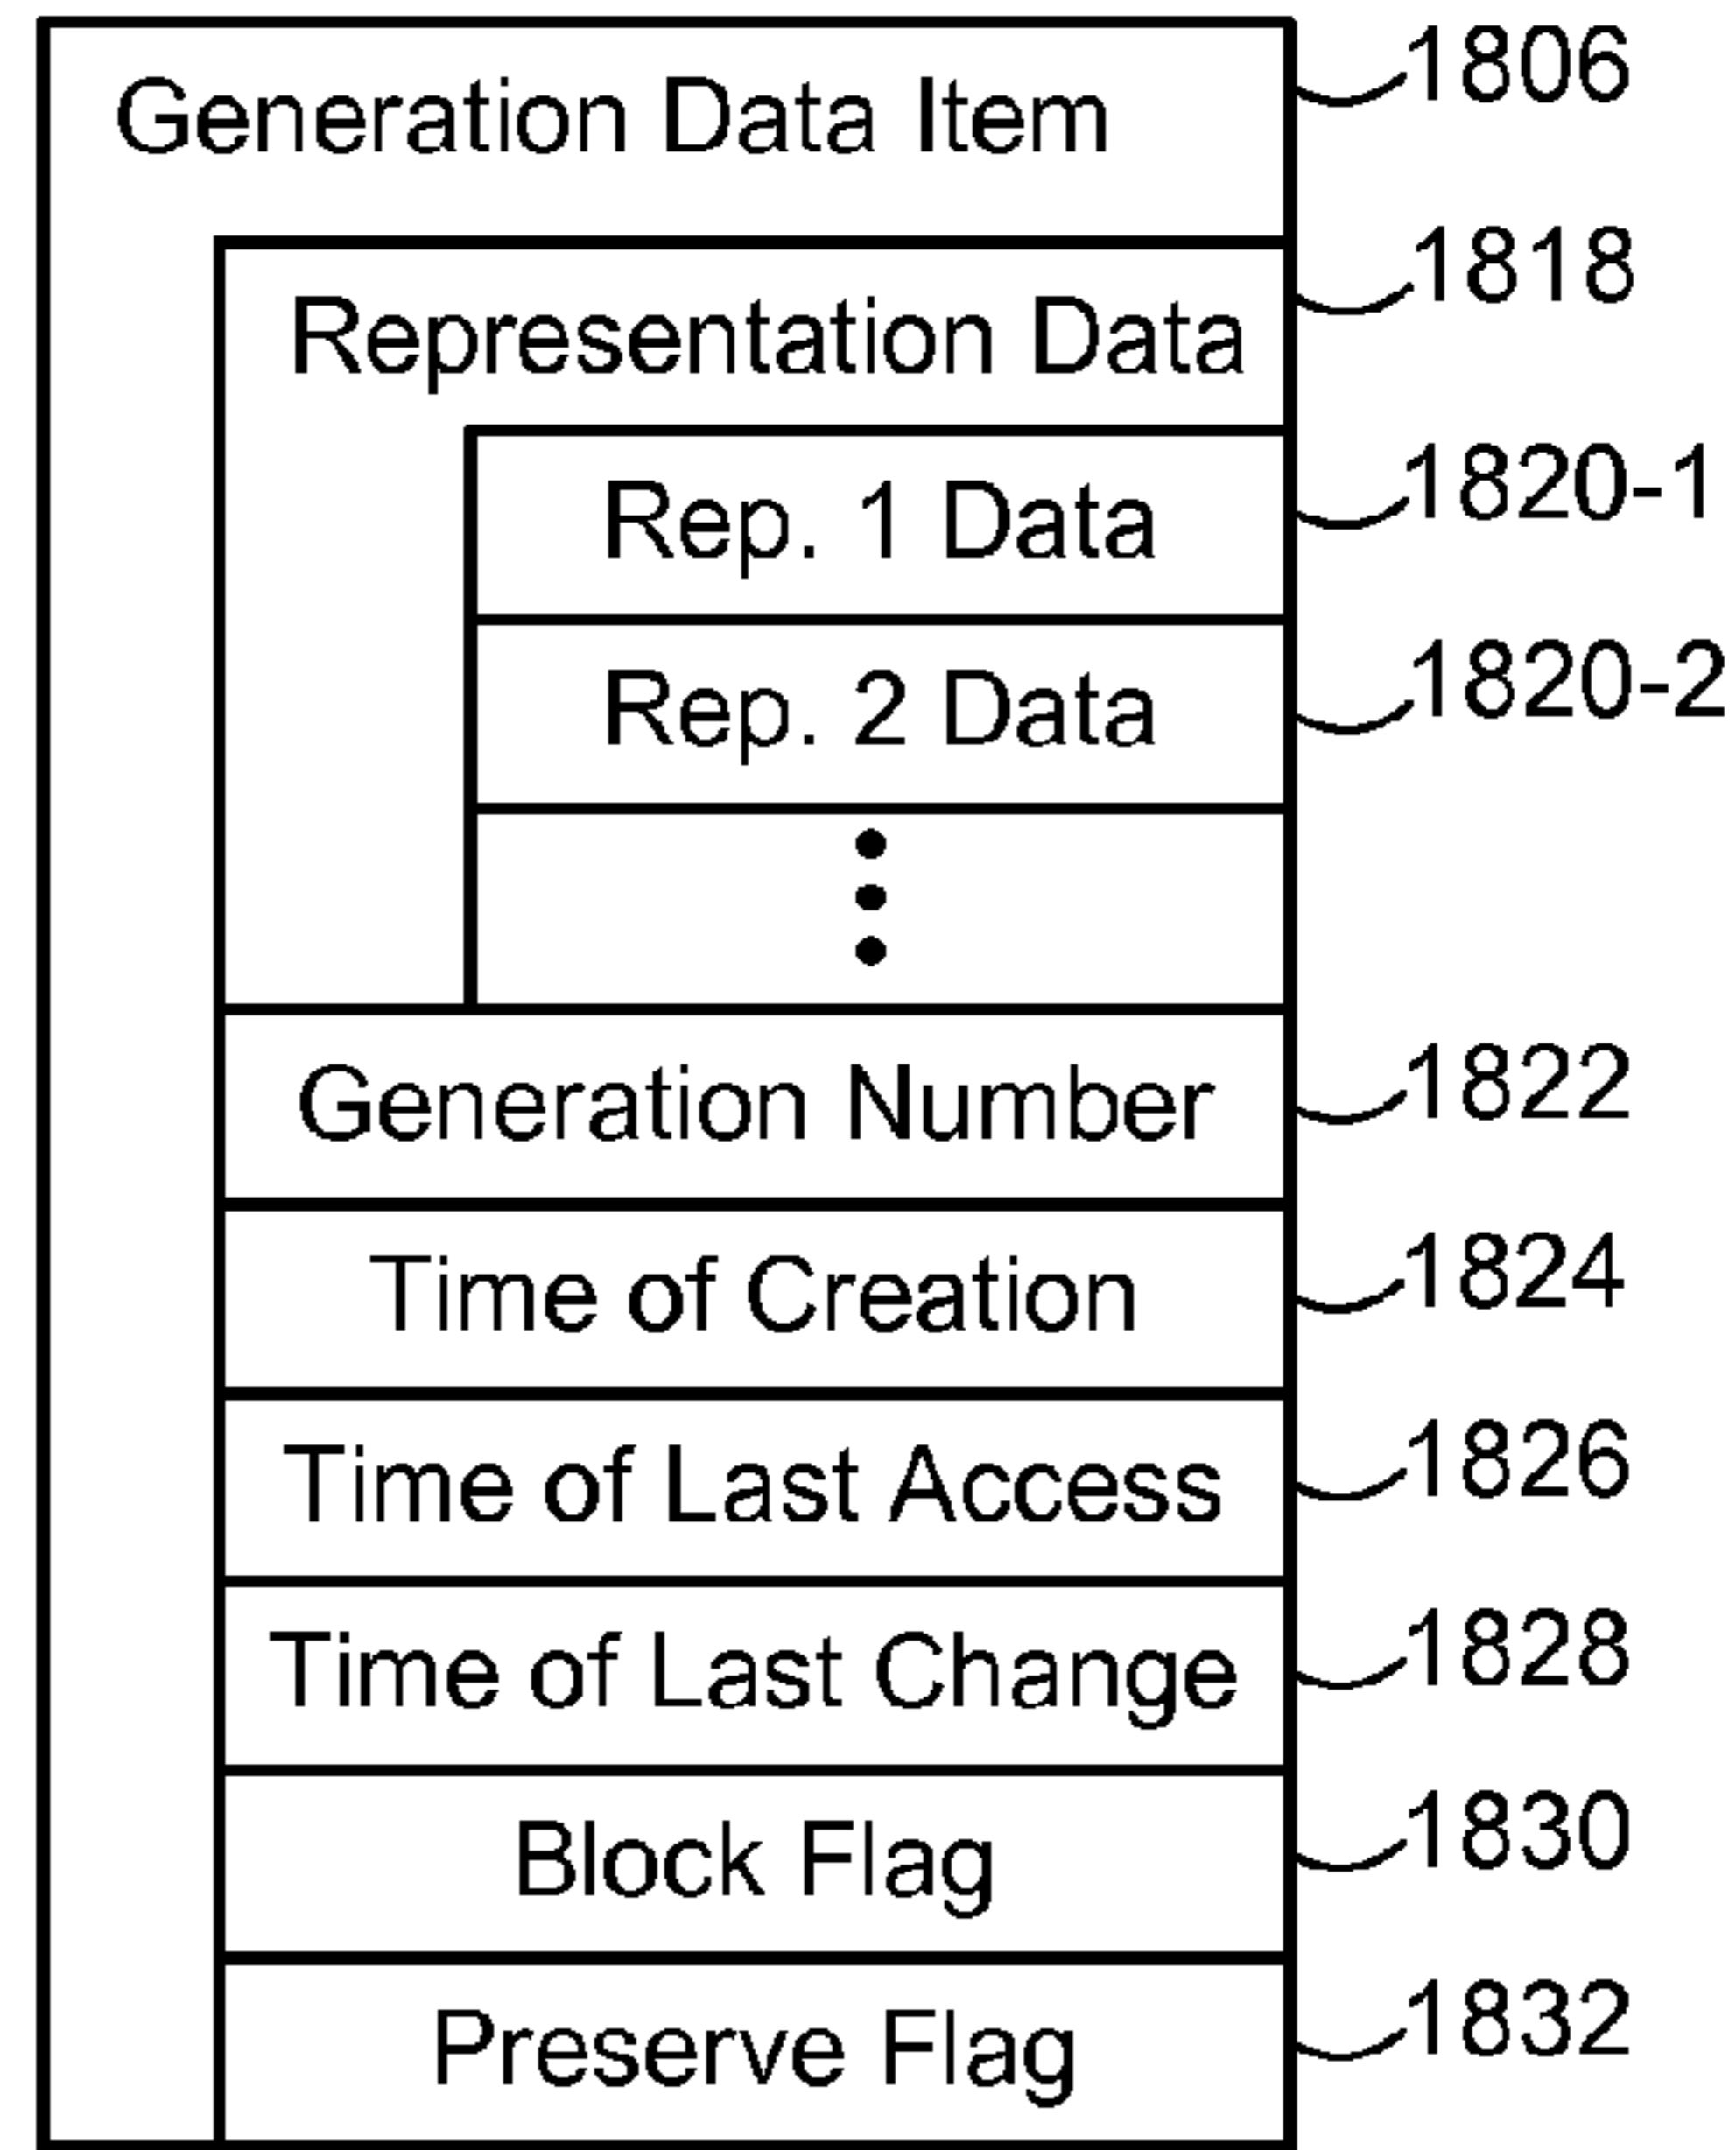 Generation Data Item 1806
Representation Data 1818
Rep. 1 Data 1820-1
Rep. 2 Data 1820-2
Generation Number 1822
Time of Creation 1824
Time of Last Access 1826
Time of Last Change 1828
Block Flag 1830
Preserve Flag 1832